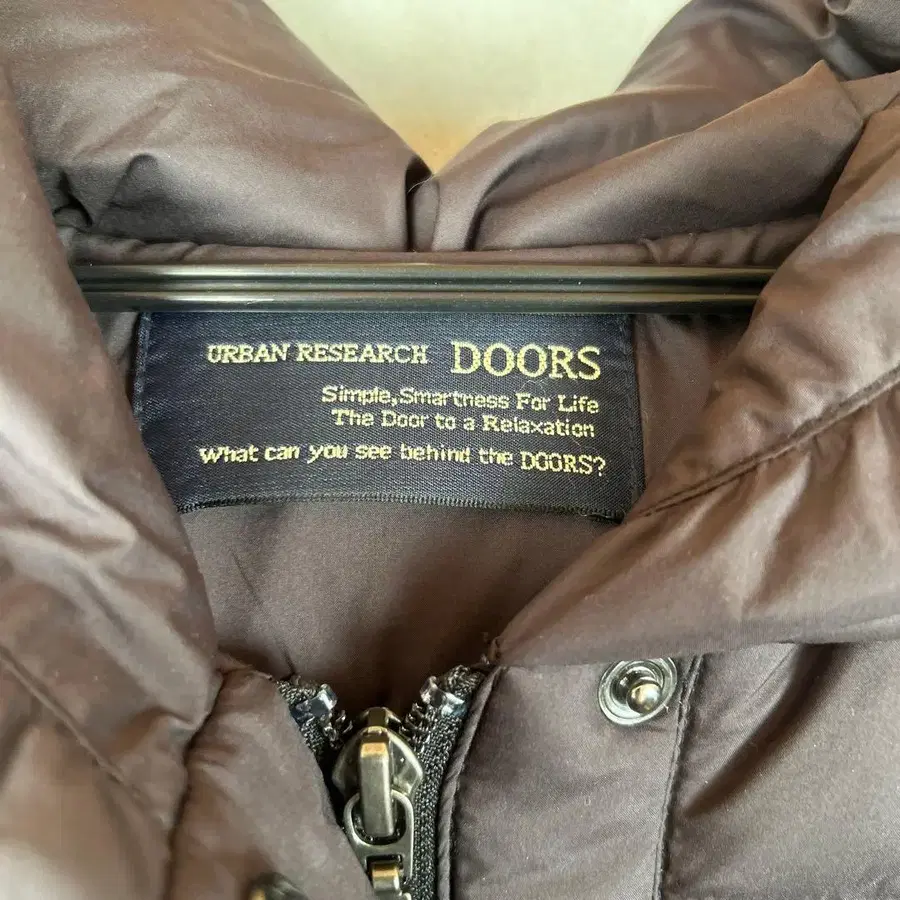 URBAN RESEARCH DOORS
Simple,Smartness For Life
The Door to a Relaxation
What can you see behind the DOORS?